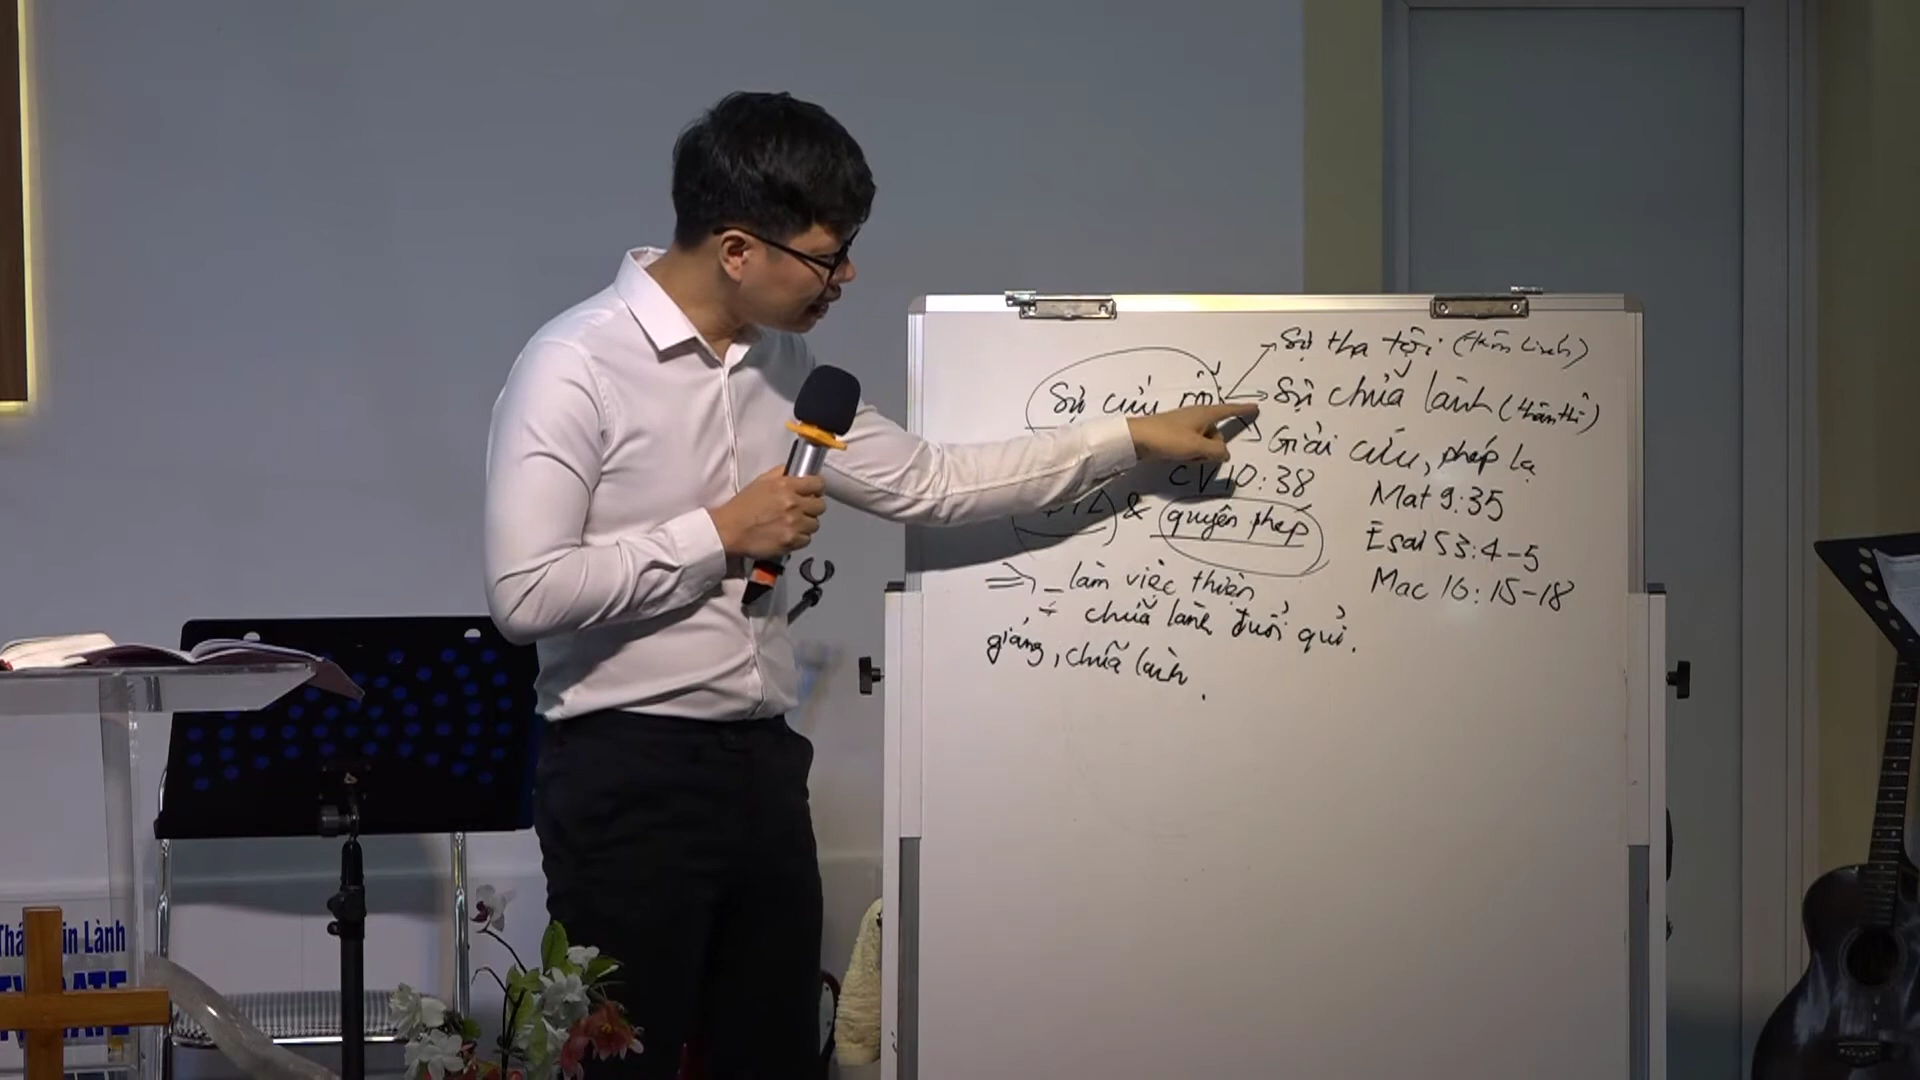 Sự tha tội (tâm linh)
Sự cứu rỗi
Sự chữa lành (thân thể)
Giải cứu, phép lạ
CV 10:38
Mat 9:35
& quyền phép
Êsai 53:4-5
Mac 16:15-18
=> - làm việc thiện
+ chữa lành đuổi quỉ.
giảng, chữa lành.
in Lành